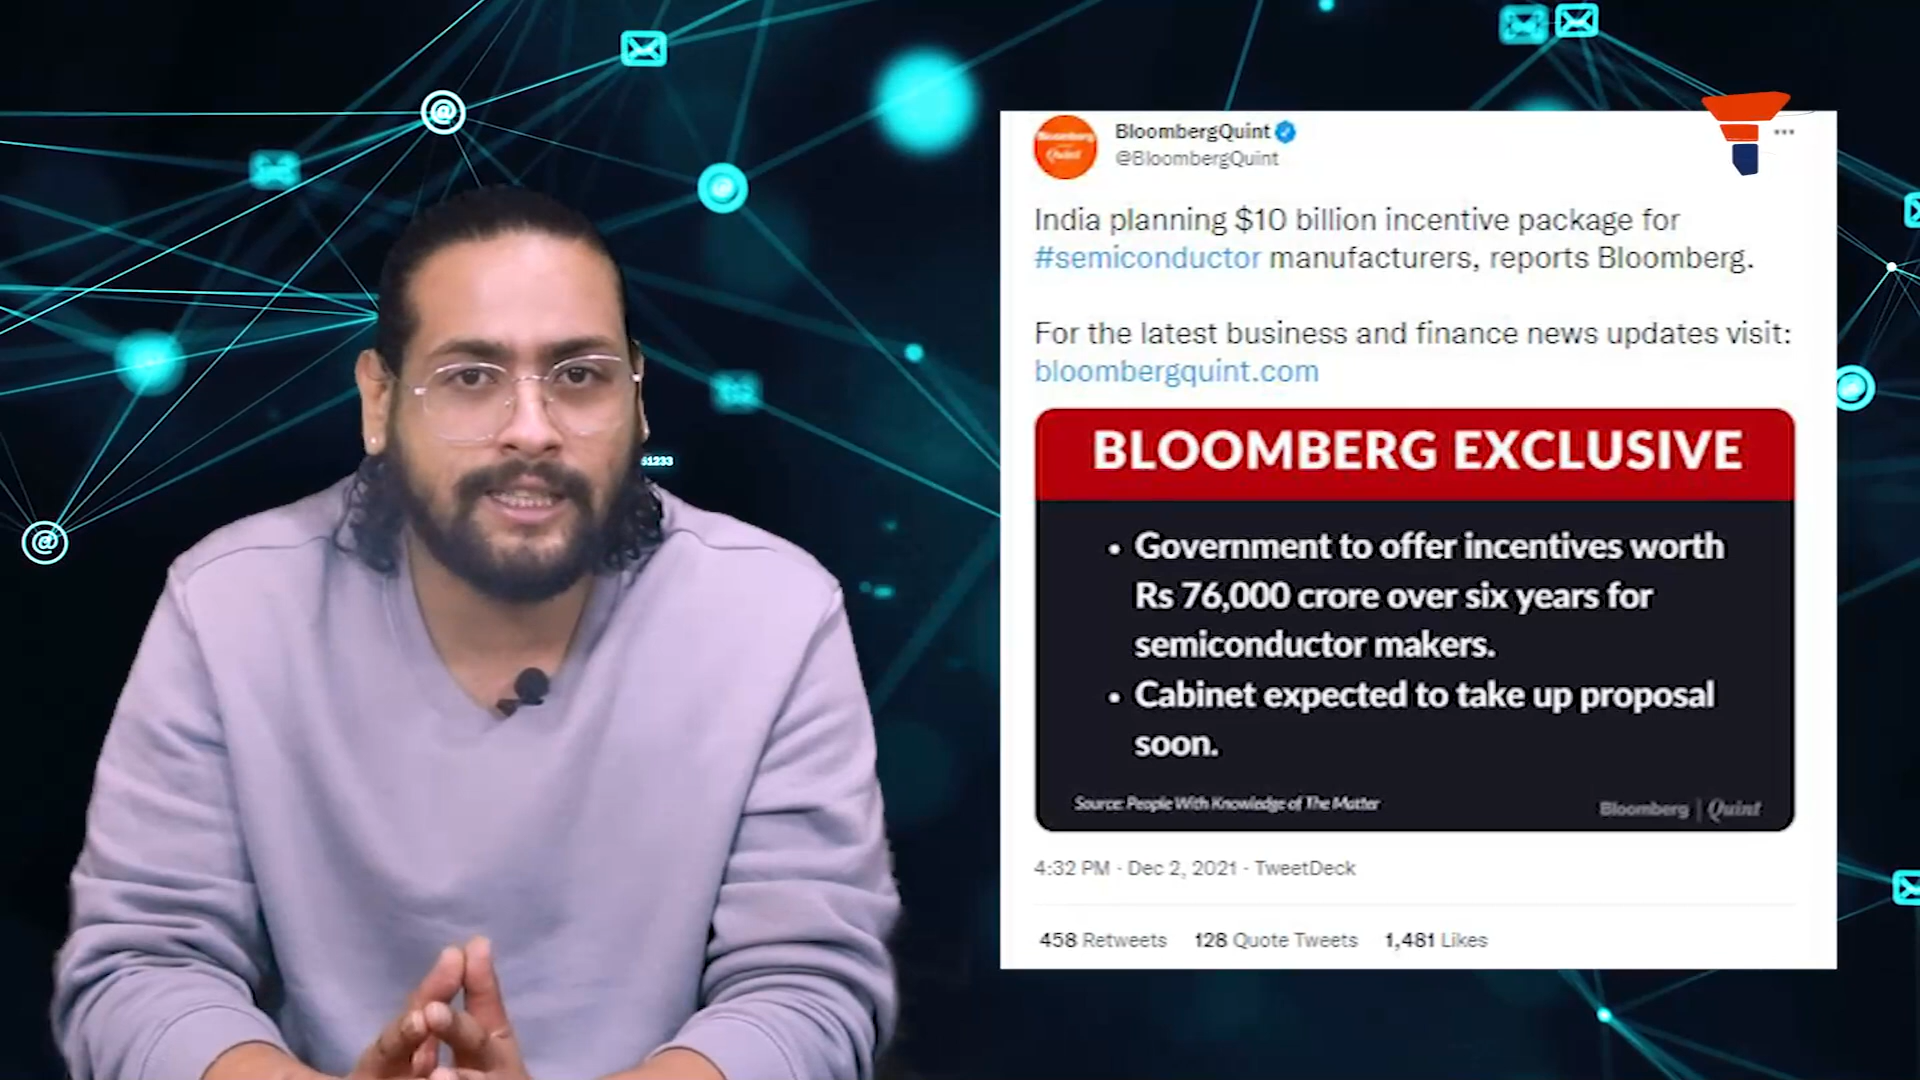 BloombergQuint
@BloombergQuint
India planning $10 billion incentive package for
#semiconductor manufacturers, reports Bloomberg.
For the latest business and finance news updates visit:
bloombergquint.com
BLOOMBERG EXCLUSIVE
• Government to offer incentives worth
Rs 76,000 crore over six years for
semiconductor makers.
• Cabinet expected to take up proposal
soon.
Source: People With Knowledge of The Matter
Bloomberg | Quint
4:32 PM · Dec 2, 2021 · TweetDeck
458 Retweets 128 Quote Tweets 1,481 Likes